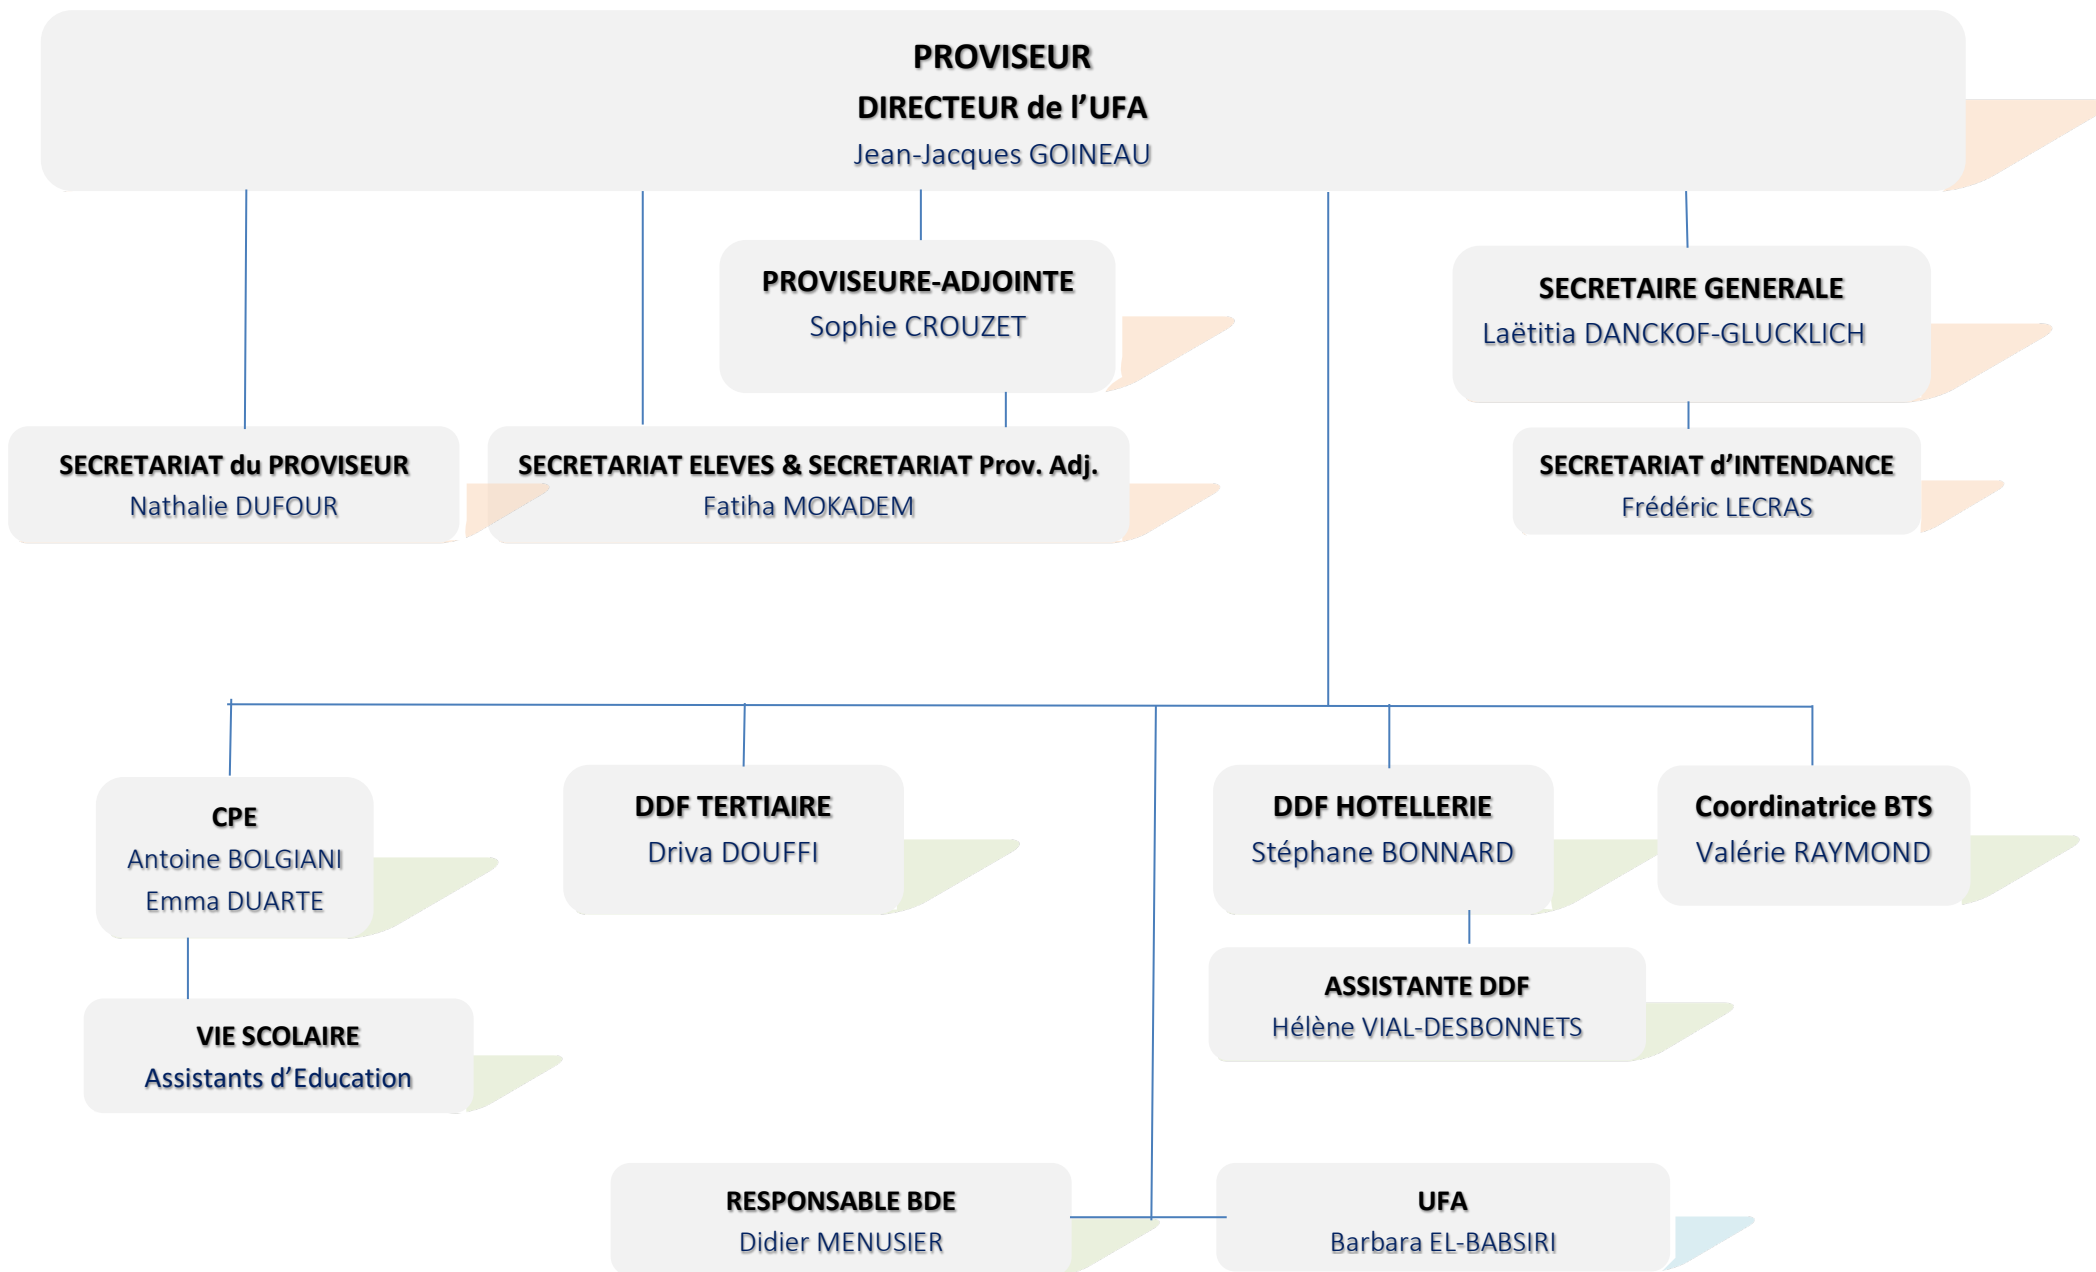 PROVISEUR
DIRECTEUR de l’UFA
Jean-Jacques GOINEAU
PROVISEURE-ADJOINTE
Sophie CROUZET
SECRETAIRE GENERALE
Laëtitia DANCKOF-GLUCKLICH
SECRETARIAT du PROVISEUR
Nathalie DUFOUR
SECRETARIAT ELEVES & SECRETARIAT Prov. Adj.
Fatiha MOKADEM
SECRETARIAT d’INTENDANCE
Frédéric LECRAS
CPE
Antoine BOLGIANI
Emma DUARTE
DDF TERTIAIRE
Driva DOUFFI
DDF HOTELLERIE
Stéphane BONNARD
Coordinatrice BTS
Valérie RAYMOND
VIE SCOLAIRE
Assistants d’Education
ASSISTANTE DDF
Hélène VIAL-DESBONNETS
RESPONSABLE BDE
Didier MENUSIER
UFA
Barbara EL-BABSIRI